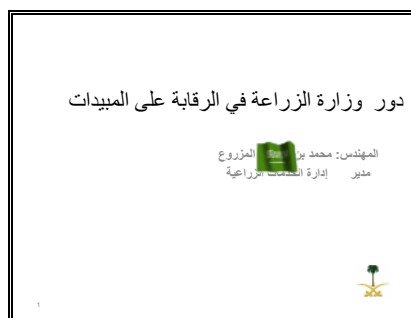 دور وزارة الزراعة في الرقابة على المبيدات
المهندس: محمد بن المزروع
مدير إدارة الخدمات الزراعية
1